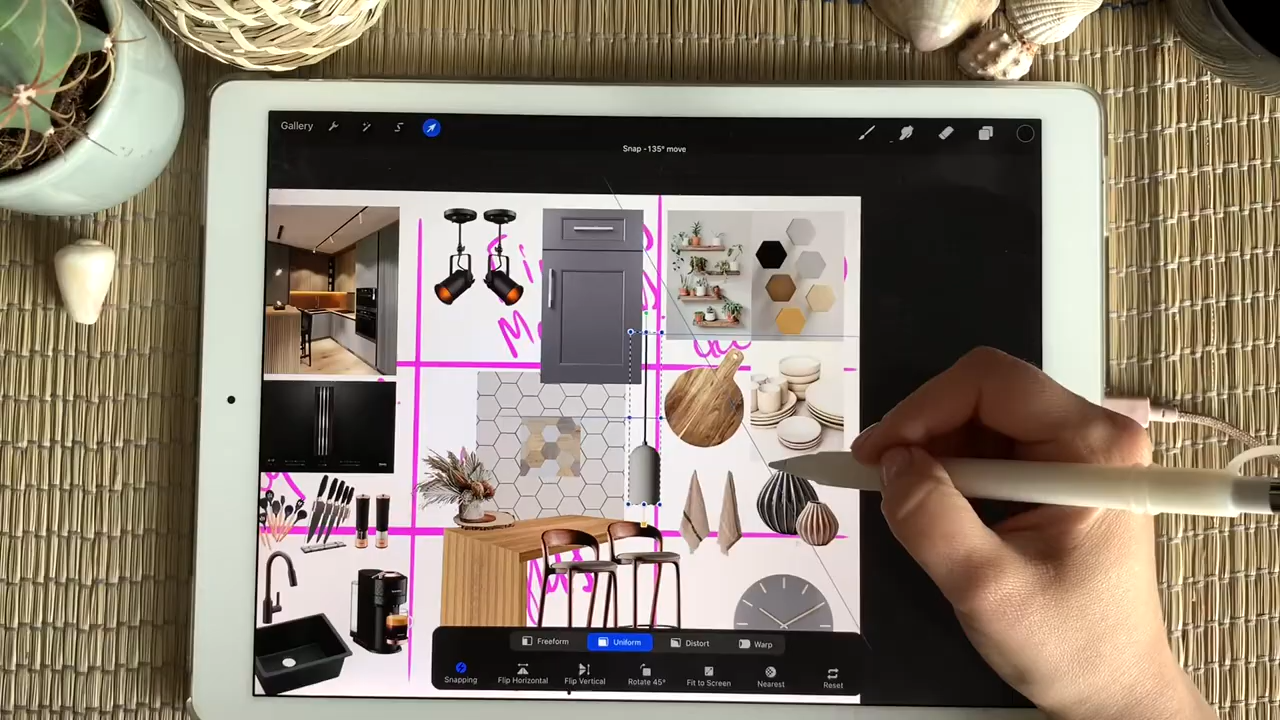 Gallery
Snap -135° move
Freeform
Uniform
Distort
Warp
Snapping
Flip Horizontal
Flip Vertical
Rotate 45°
Fit to Screen
Nearest
Reset